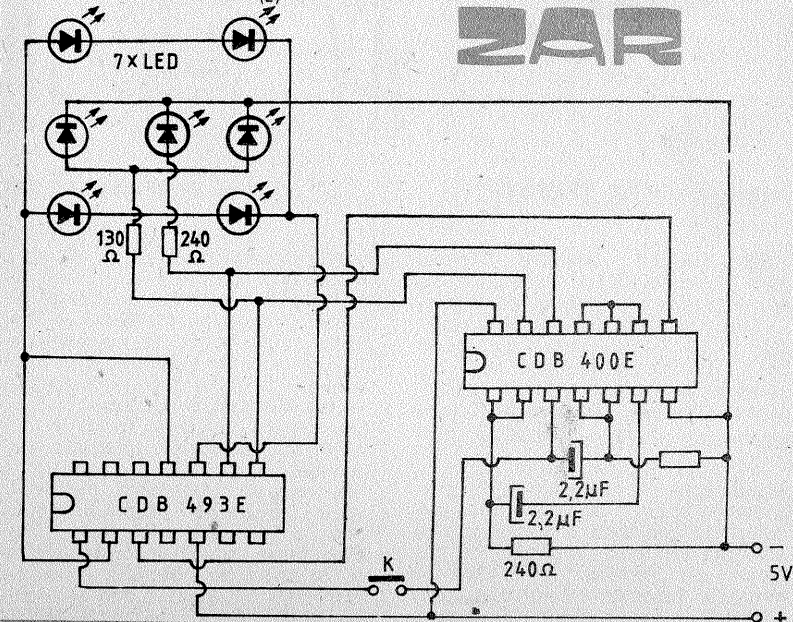 ZAR
7 x LED
130 Ω
240 Ω
CDB 400E
2,2µF
2,2µF
CDB 493E
240Ω
K
−
5V
+